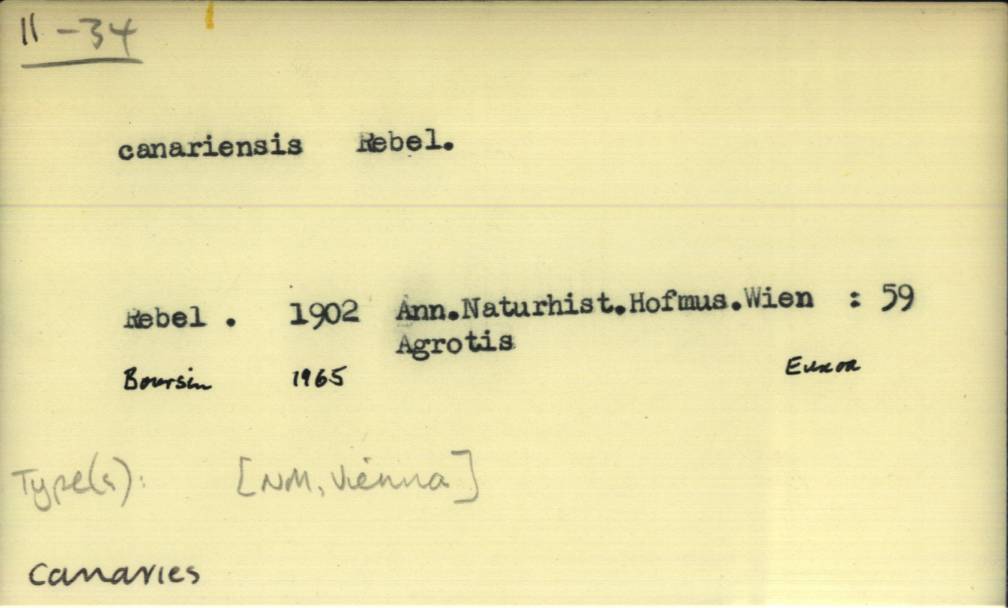 11-34
canariensis Rebel.
Rebel. 1902 Ann.Naturhist.Hofmus.Wien : 59
Agrotis
Boursin 1965 Euxoa
Type(s): [NM, Vienna]
Canaries